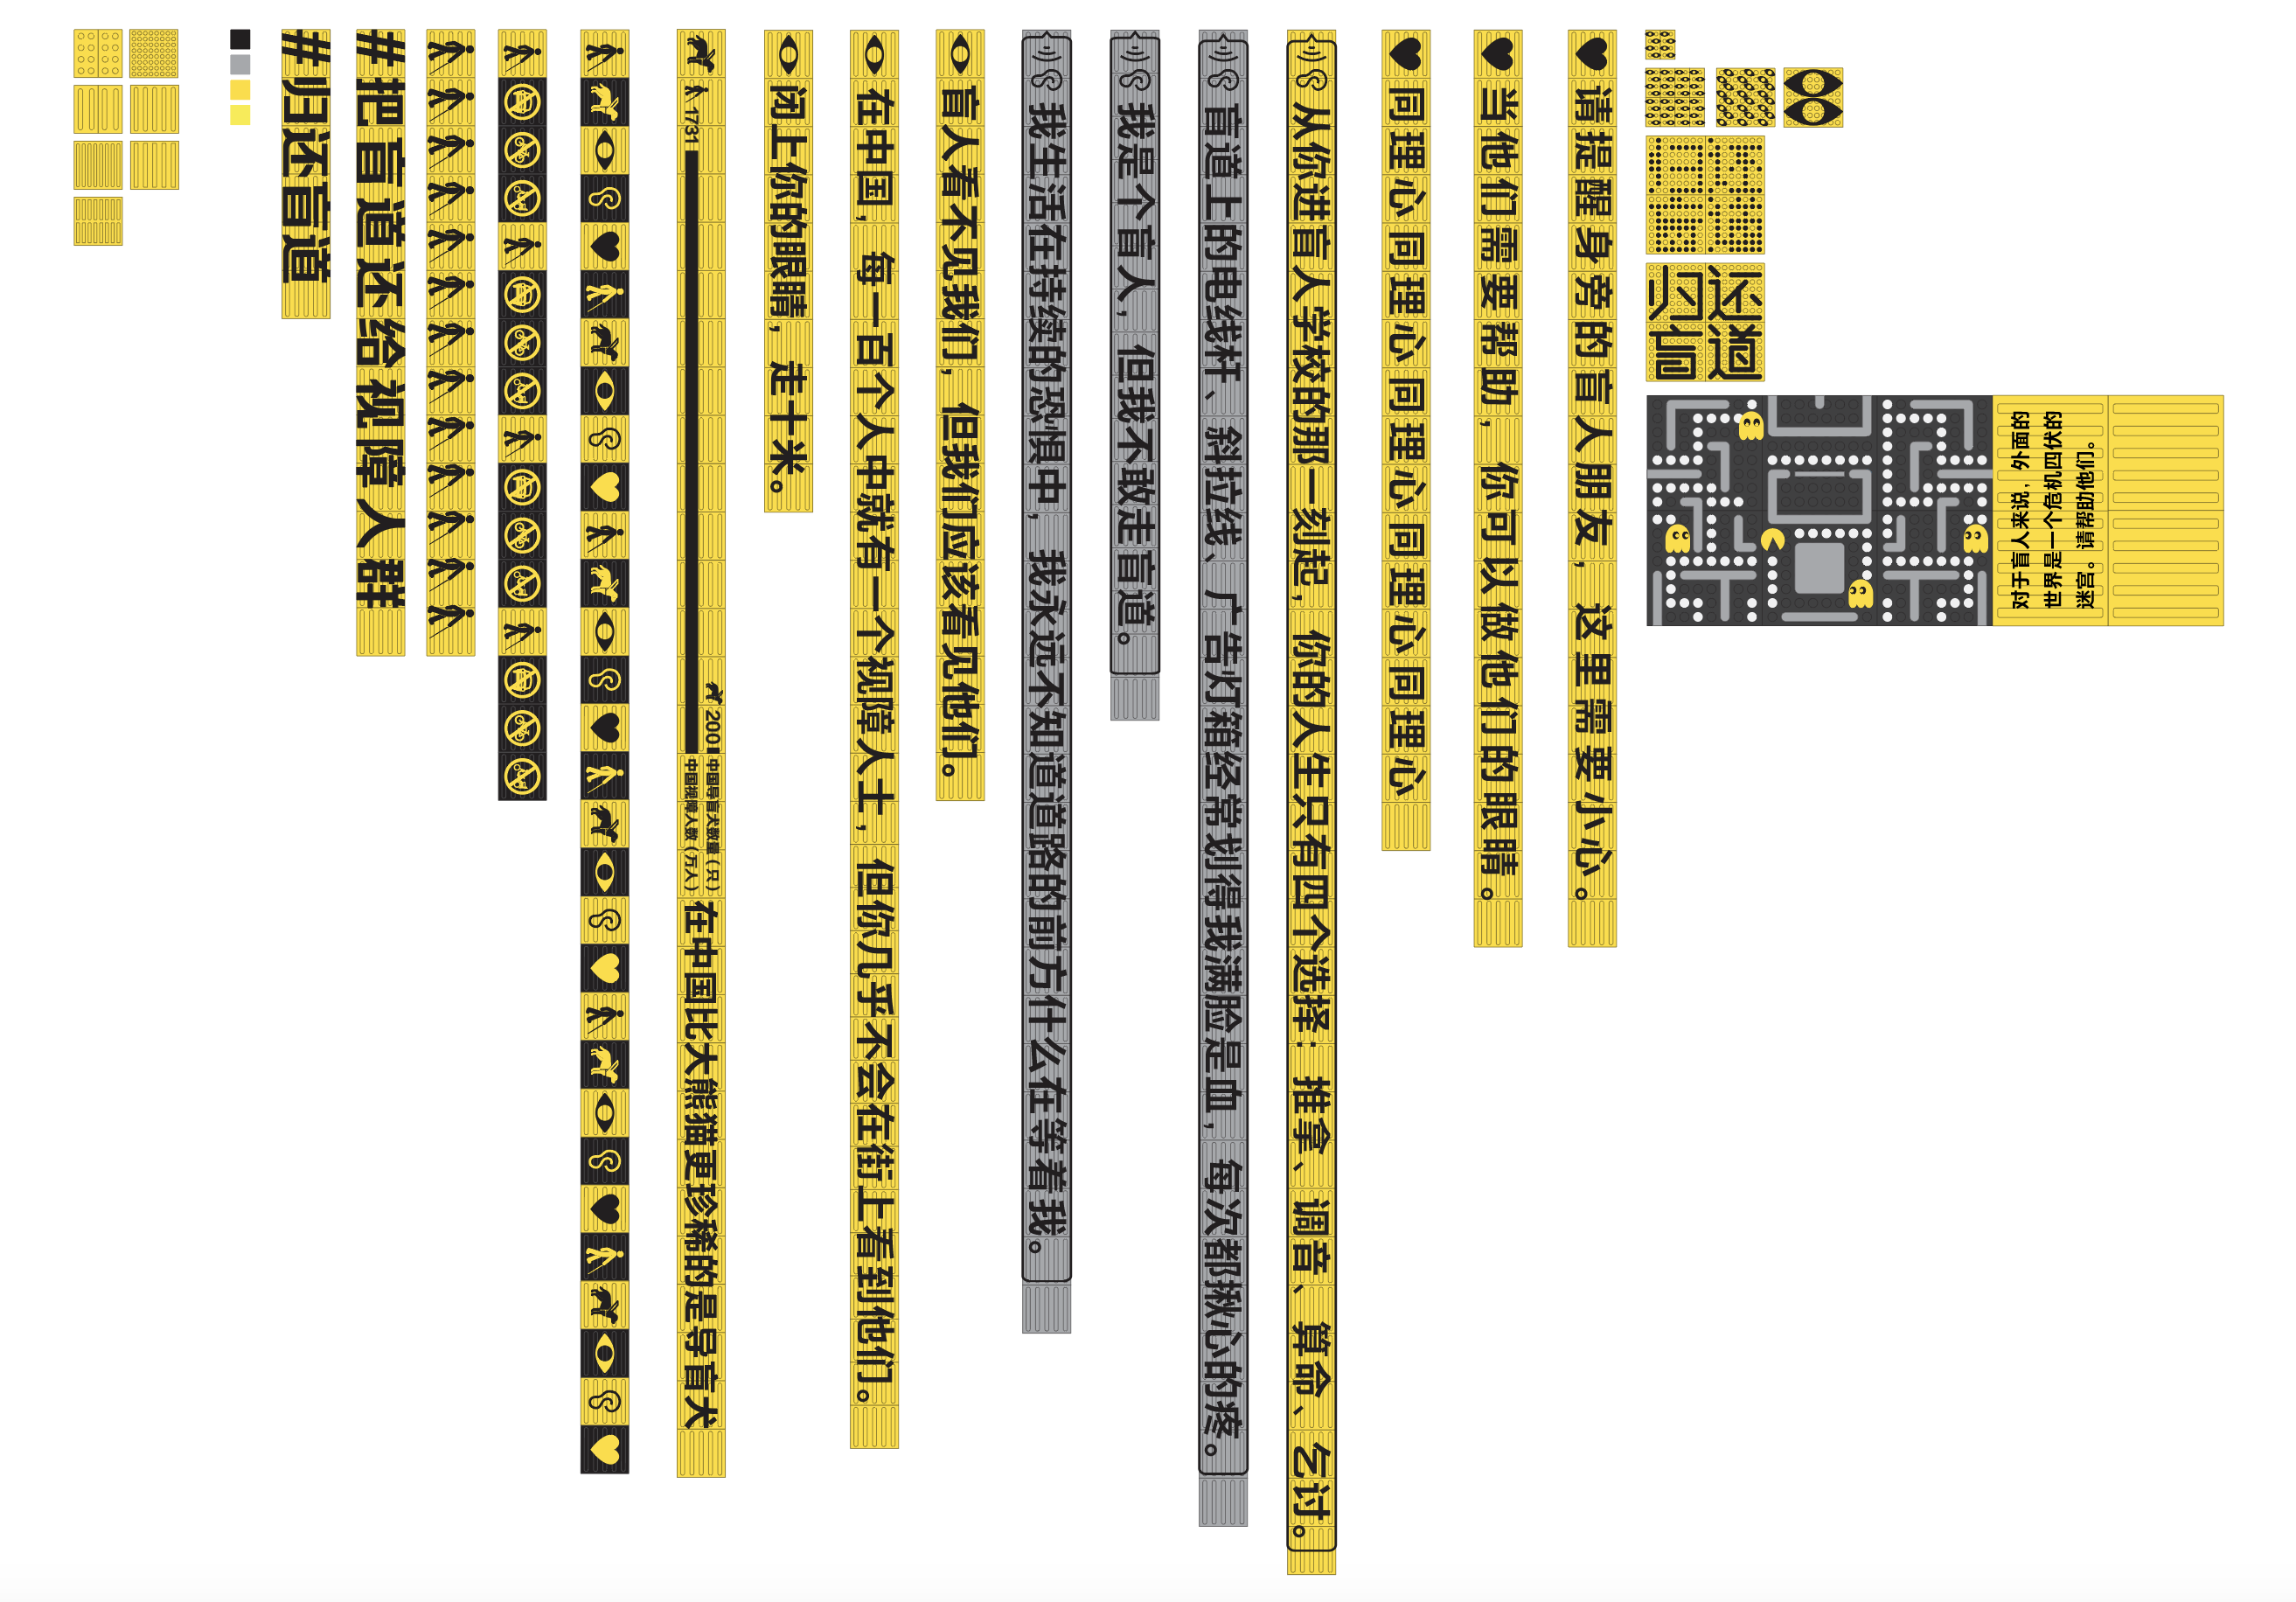 #归还盲道
#把盲道还给视障人群
1731
200
中国导盲犬数量（只）
中国视障人数（万人）
在中国比大熊猫更珍稀的是导盲犬
闭上你的眼睛，走十米。
在中国，每一百个人中就有一个视障人士，但你几乎不会在街上看到他们。
盲人看不见我们，但我们应该看见他们。
我生活在持续的恐惧中，我永远不知道道路的前方什么在等着我。
我是个盲人，但我不敢走盲道。
盲道上的电线杆、斜拉线、广告灯箱经常划得我满脸是血，每次都揪心的疼。
从你进盲人学校的那一刻起，你的人生只有四个选择：推拿、调音、算命、乞讨。
同理心同理心同理心同理心同理心
当他们需要帮助，你可以做他们的眼睛。
请提醒身旁的盲人朋友，这里需要小心。
归还
盲道
对于盲人来说，外面的
世界是一个危机四伏的
迷宫。请帮助他们。